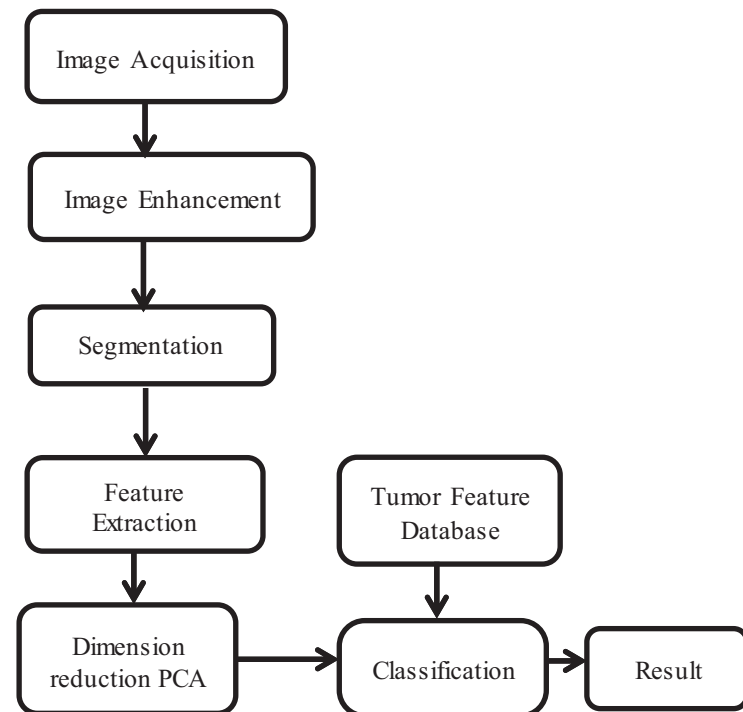 Image Acquisition
Image Enhancement
Segmentation
Feature
Extraction
Tumor Feature
Database
Dimension
reduction PCA
Classification
Result